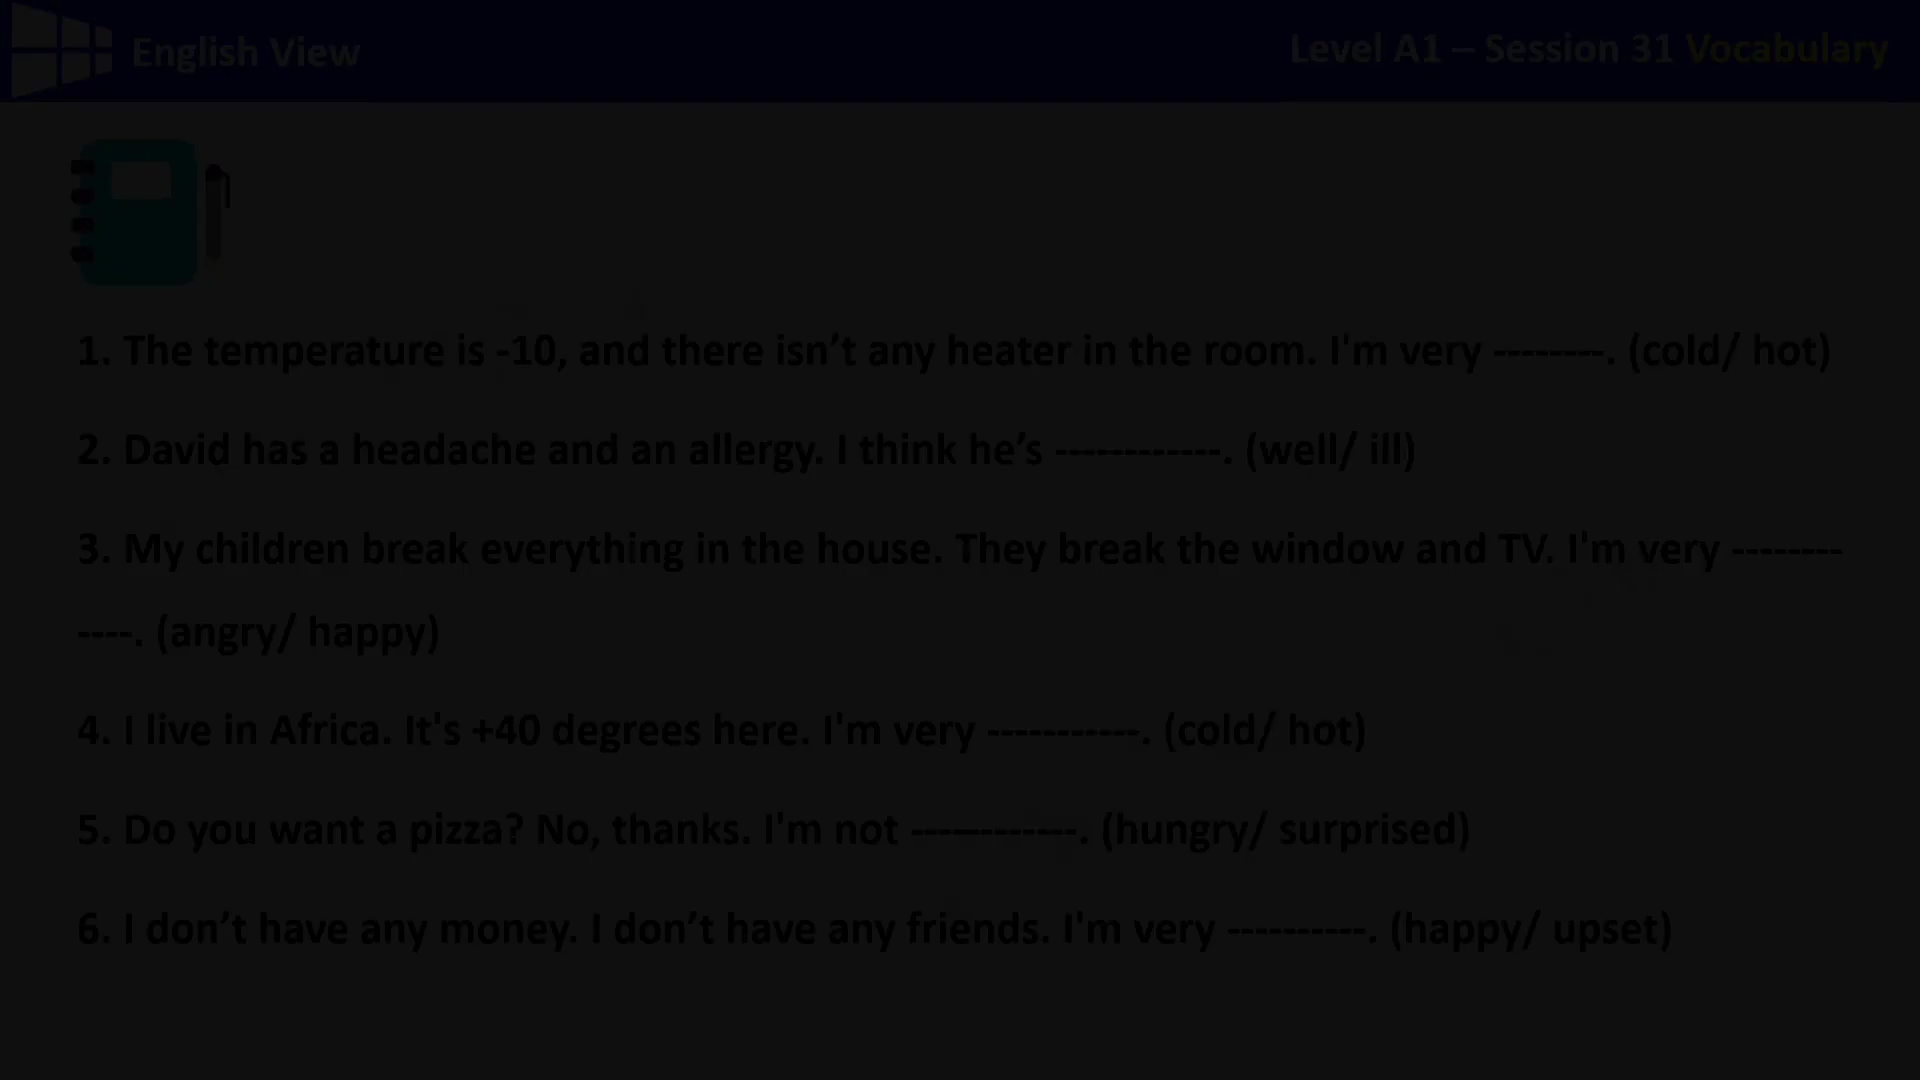 English View
Level A1 – Session 31 Vocabulary
1. The temperature is -10, and there isn’t any heater in the room. I'm very --------. (cold/ hot)
2. David has a headache and an allergy. I think he’s ------------. (well/ ill)
3. My children break everything in the house. They break the window and TV. I'm very --------
----. (angry/ happy)
4. I live in Africa. It's +40 degrees here. I'm very -----------. (cold/ hot)
5. Do you want a pizza? No, thanks. I'm not ------------. (hungry/ surprised)
6. I don’t have any money. I don’t have any friends. I'm very ----------. (happy/ upset)